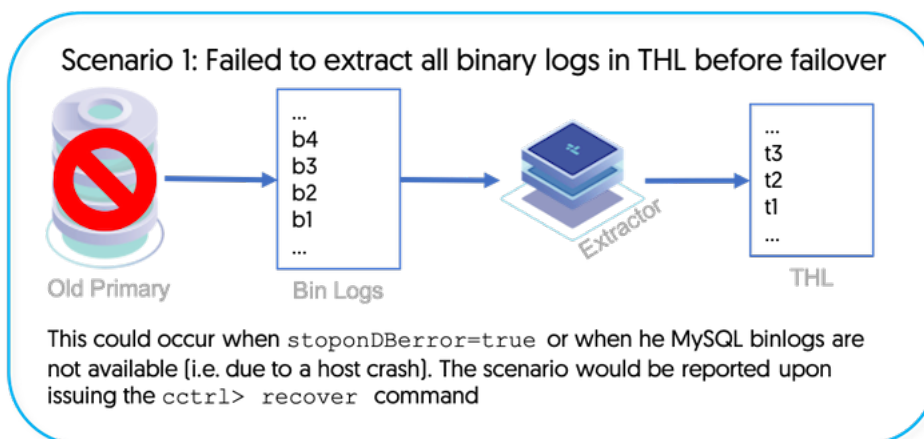 Scenario 1: Failed to extract all binary logs in THL before failover
...
b4
b3
b2
b1
...
...
t3
t2
t1
...
Old Primary
Bin Logs
Extractor
THL
This could occur when stoponDBerror=true or when he MySQL binlogs are
not available (i.e. due to a host crash). The scenario would be reported upon
issuing the cctrl> recover command